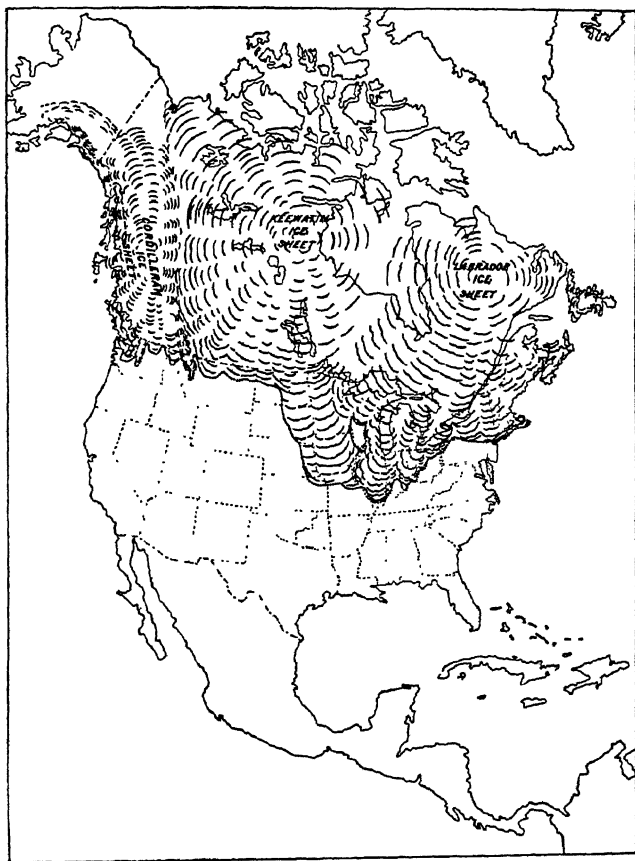 KEEWATIN
ICE
SHEET
LABRADOR
ICE
SHEET
CORDILLERAN
ICE
SHEET